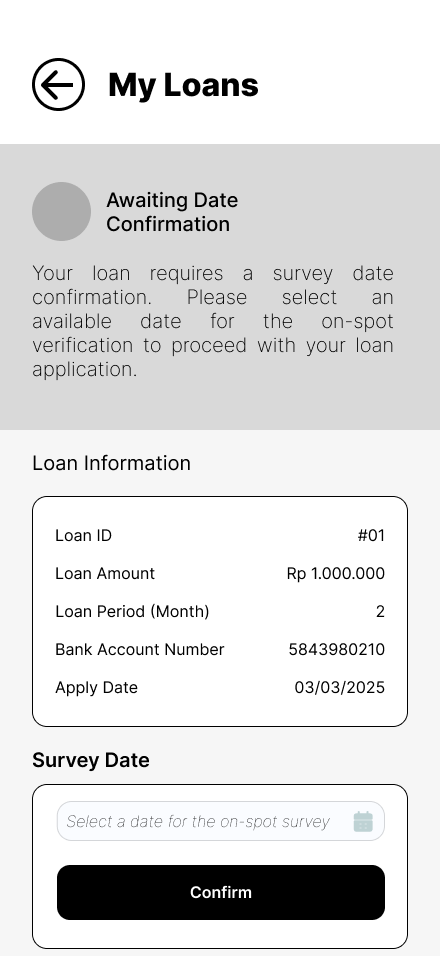 My Loans
Awaiting Date
Confirmation
Your loan requires a survey date
confirmation. Please select an
available date for the on-spot
verification to proceed with your loan
application.
Loan Information
Loan ID #01
Loan Amount Rp 1.000.000
Loan Period (Month) 2
Bank Account Number 5843980210
Apply Date 03/03/2025
Survey Date
Select a date for the on-spot survey
Confirm